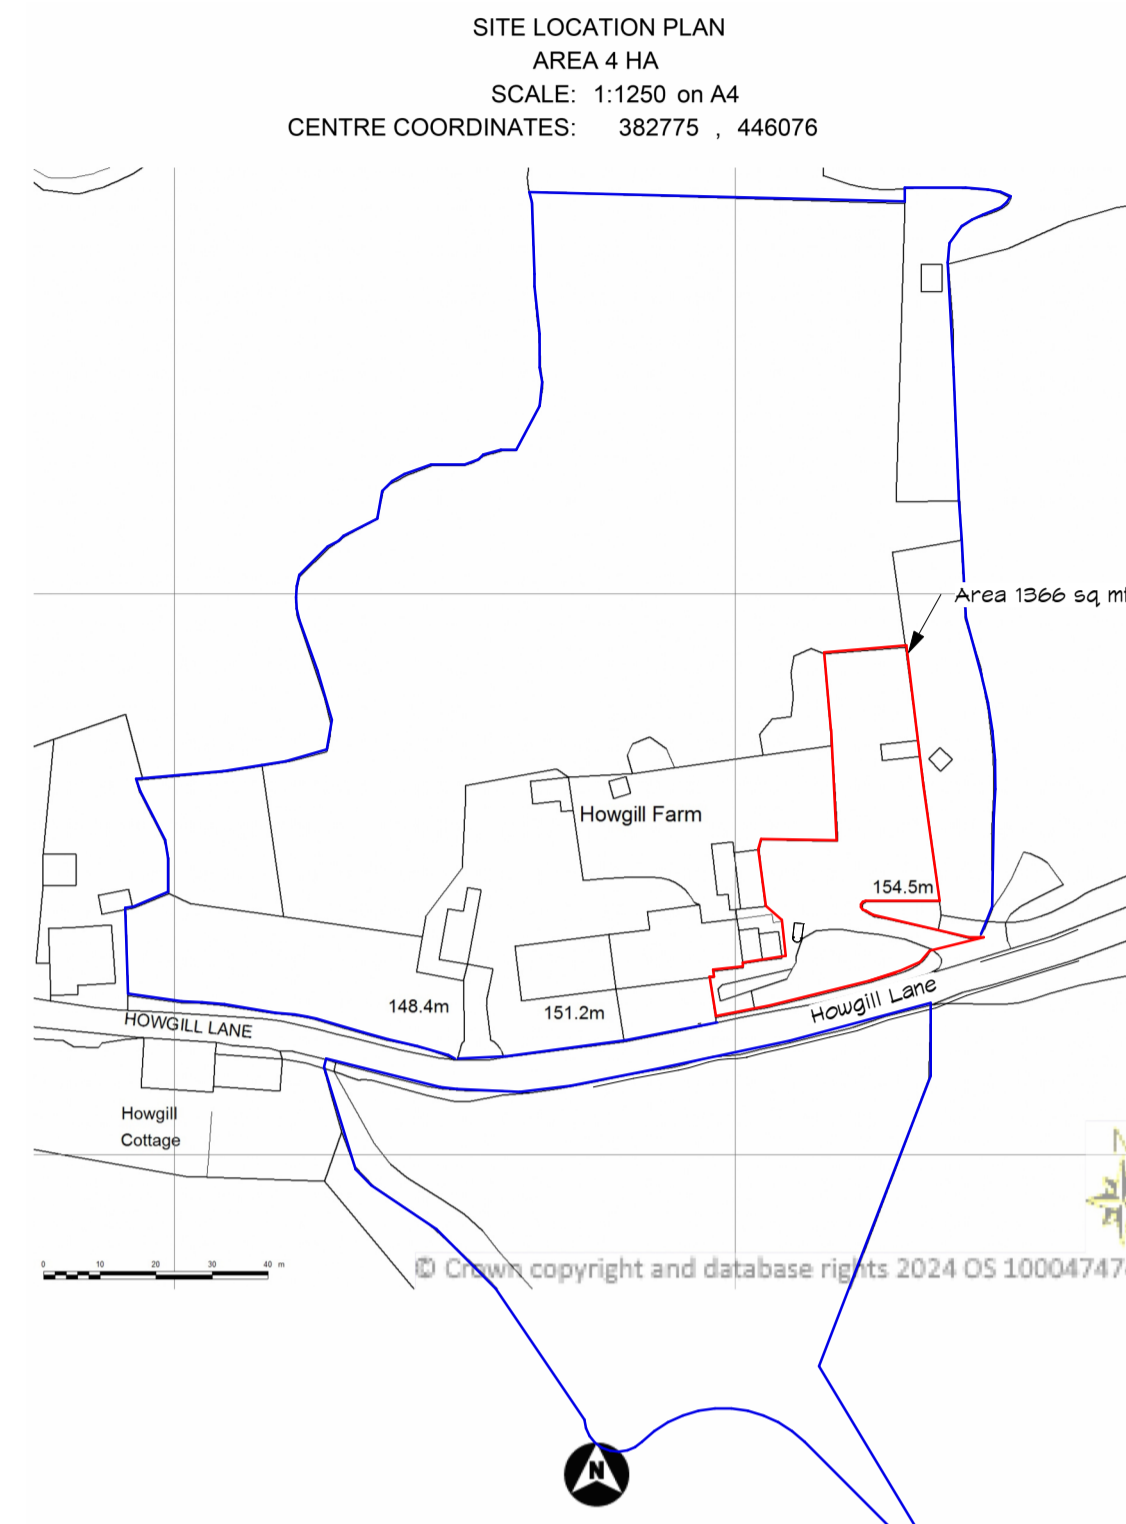 SITE LOCATION PLAN
AREA 4 HA
SCALE: 1:1250 on A4
CENTRE COORDINATES: 382775 , 446076
Area 1366 sq
Howgill Farm
154.5m
148.4m
151.2m
Howgill Lane
HOWGILL LANE
Howgill
Cottage
N
0 10 20 30 40 m
© Crown copyright and database rights 2024 OS
N